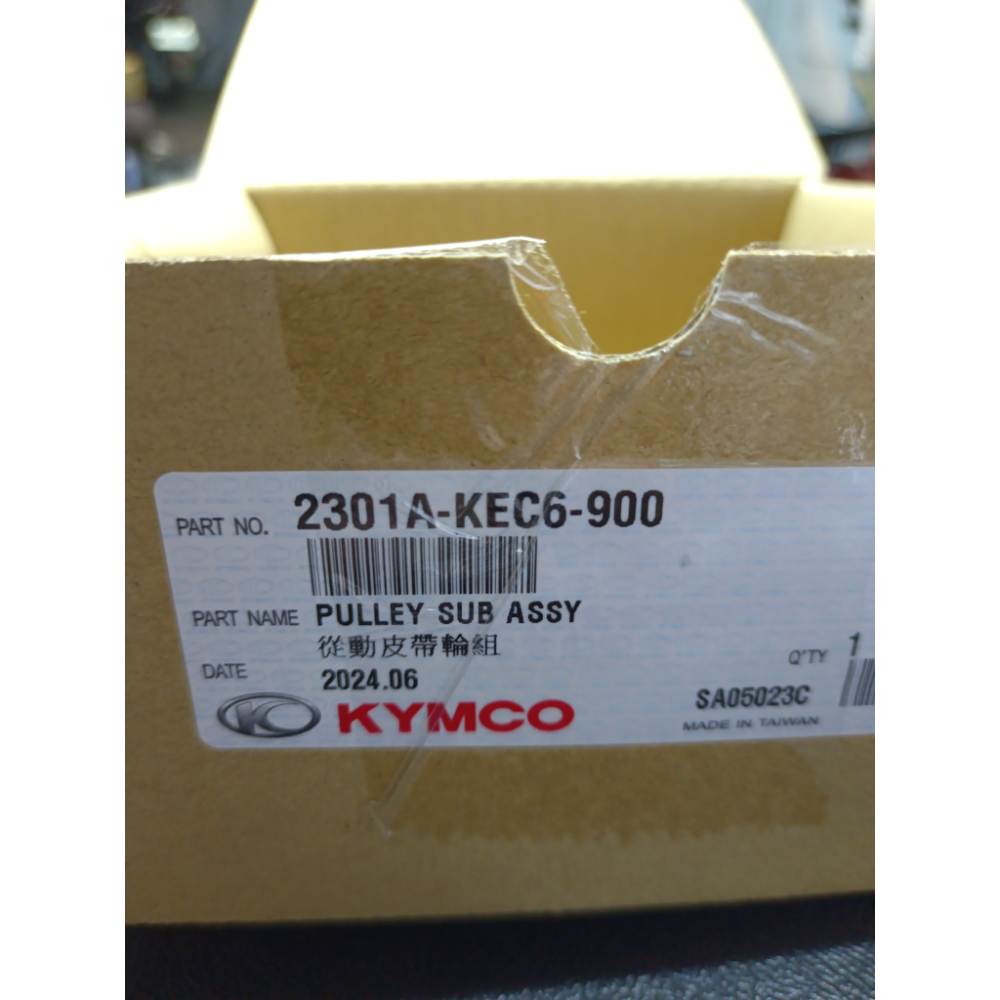 PART NO. 2301A-KEC6-900
PART NAME PULLEY SUB ASSY
從動皮帶輪組
Q'TY 1
DATE 2024.06
SA05023C
KYMCO
MADE IN TAIWAN